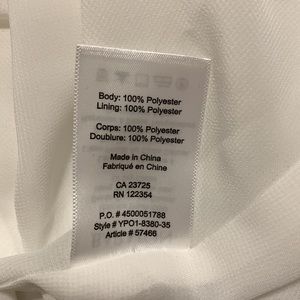 Body: 100% Polyester
Lining: 100% Polyester
Corps: 100% Polyester
Doublure: 100% Polyester
Made in China
Fabriqué en China
CA 23725
RN 122354
P.O. # 4500051788
Style # YPO1-8380-35
Article # 57466